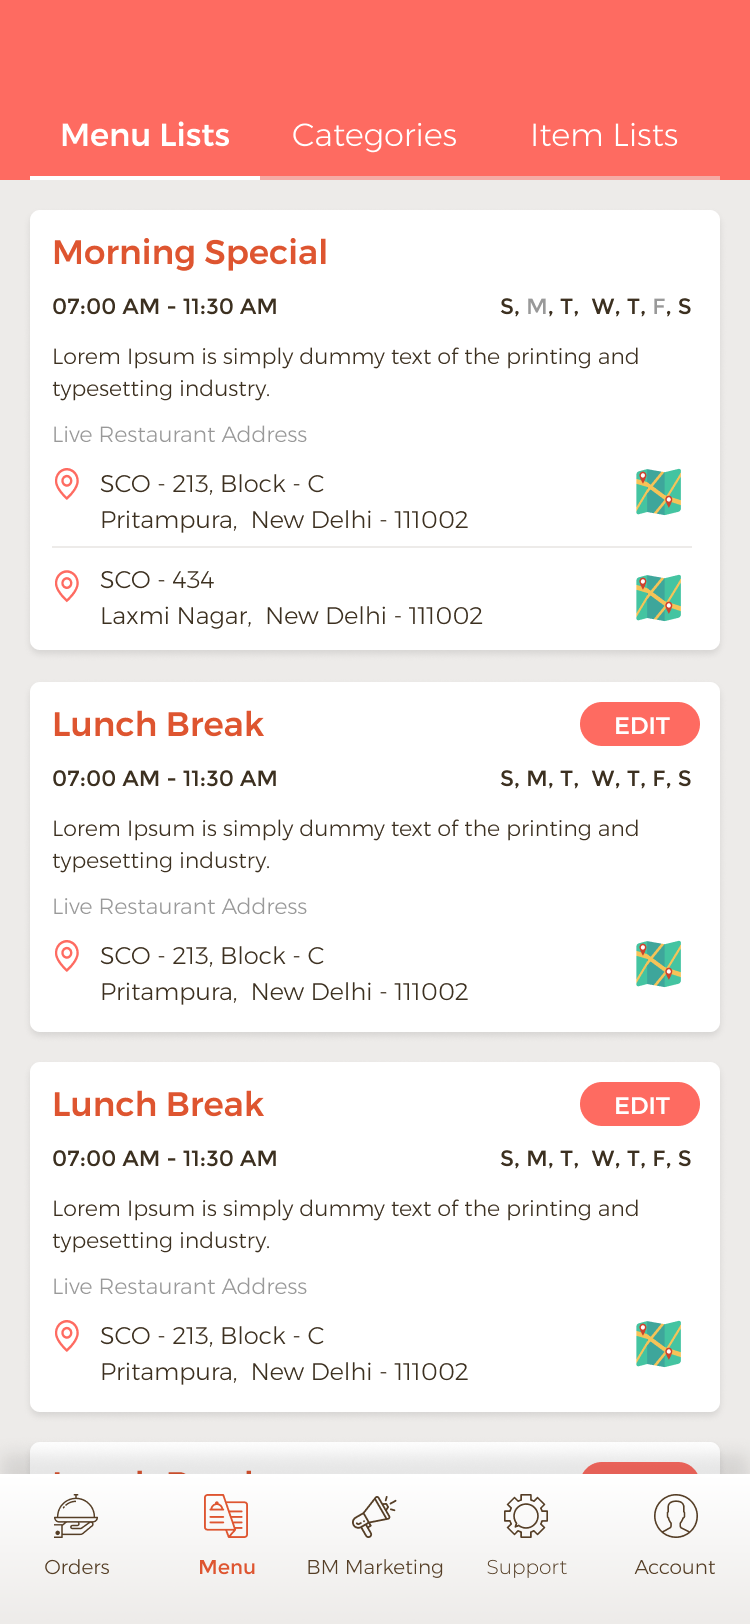 Menu Lists Categories Item Lists
Morning Special
07:00 AM - 11:30 AM S, M, T, W, T, F, S
Lorem Ipsum is simply dummy text of the printing and
typesetting industry.
Live Restaurant Address
SCO - 213, Block - C
Pritampura, New Delhi - 111002
SCO - 434
Laxmi Nagar, New Delhi - 111002
Lunch Break EDIT
07:00 AM - 11:30 AM S, M, T, W, T, F, S
Lorem Ipsum is simply dummy text of the printing and
typesetting industry.
Live Restaurant Address
SCO - 213, Block - C
Pritampura, New Delhi - 111002
Lunch Break EDIT
07:00 AM - 11:30 AM S, M, T, W, T, F, S
Lorem Ipsum is simply dummy text of the printing and
typesetting industry.
Live Restaurant Address
SCO - 213, Block - C
Pritampura, New Delhi - 111002
Orders Menu BM Marketing Support Account